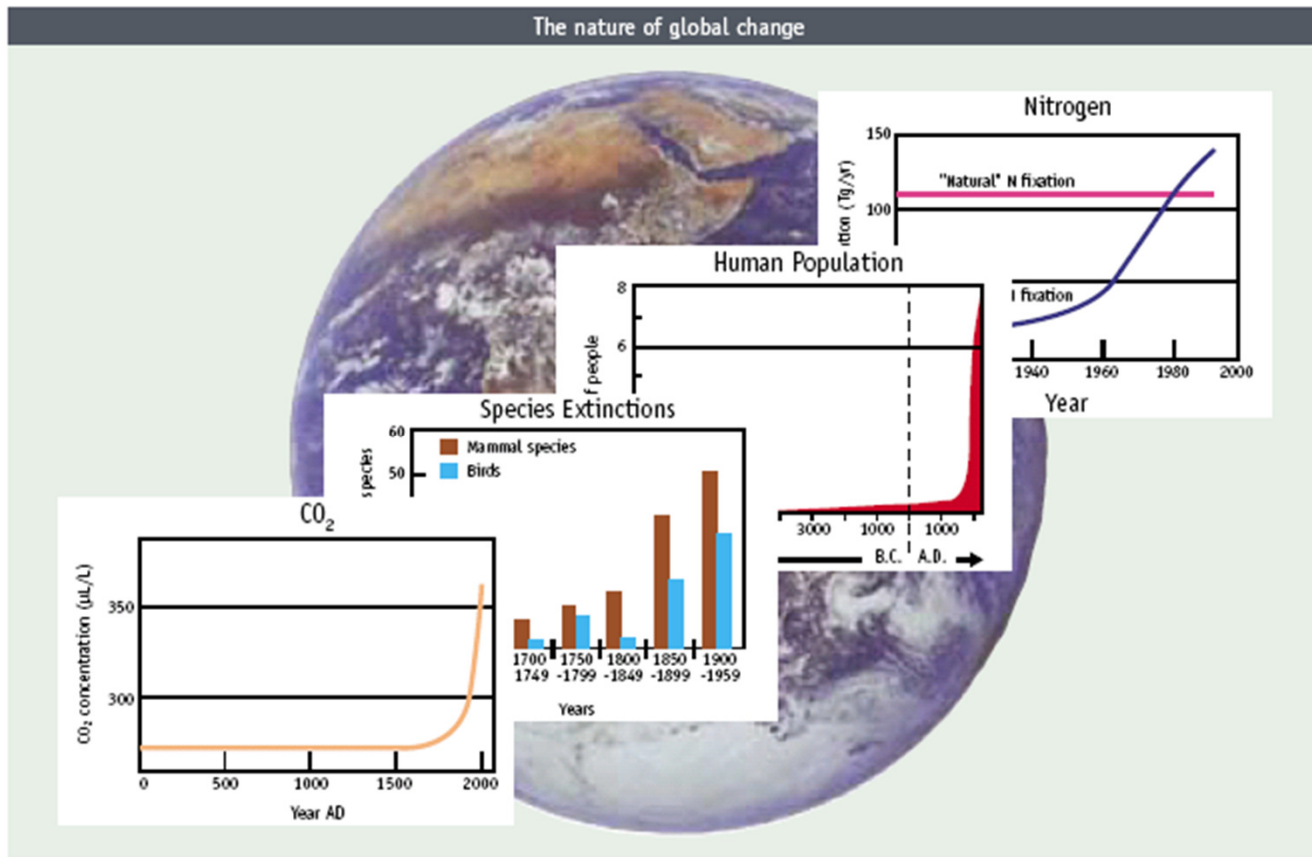 The nature of global change
Nitrogen
150
100
"Natural" N fixation
fixation
1940 1960 1980 2000
Year
(Tg/yr)
Human Population
8
6
people
3000 1000 1000
B.C. A.D.
Species Extinctions
60
50
species
Mammal species
Birds
1700 1750 1800 1850 1900
1749 -1799 -1849 -1899 -1959
Years
CO₂
CO₂ concentration (µL/L)
350
300
0 500 1000 1500 2000
Year AD